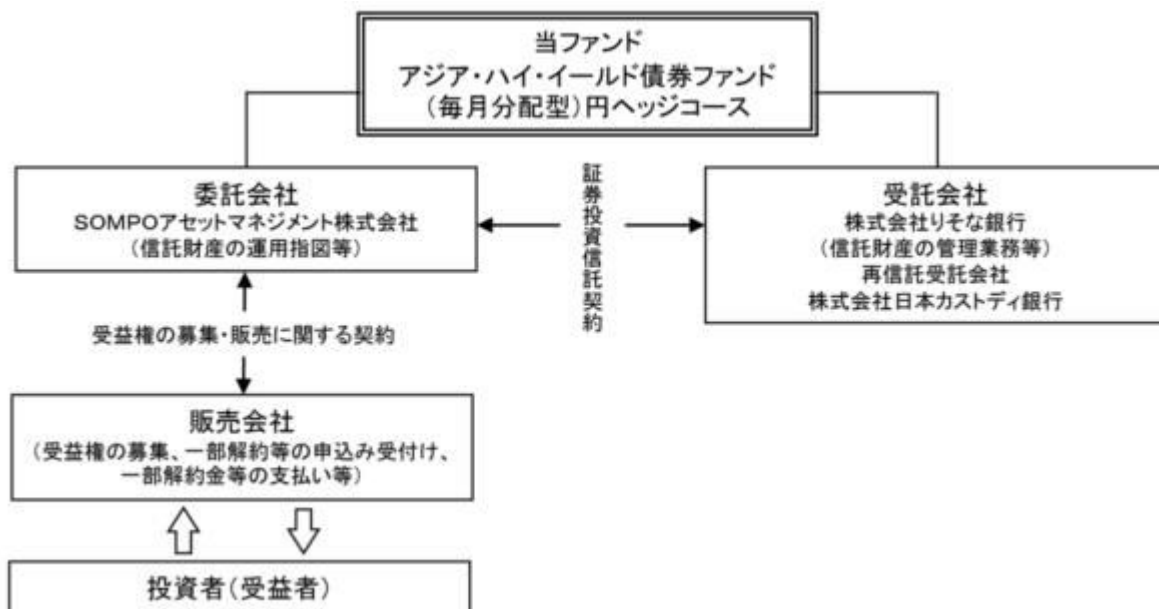 当ファンド
アジア・ハイ・イールド債券ファンド
(毎月分配型)円ヘッジコース
委託会社
SOMPOアセットマネジメント株式会社
(信託財産の運用指図等)
証券投資信託契約
受託会社
株式会社りそな銀行
(信託財産の管理業務等)
再信託受託会社
株式会社日本カストディ銀行
受益権の募集・販売に関する契約
販売会社
(受益権の募集、一部解約等の申込み受付け、
一部解約金等の支払い等)
投資者(受益者)